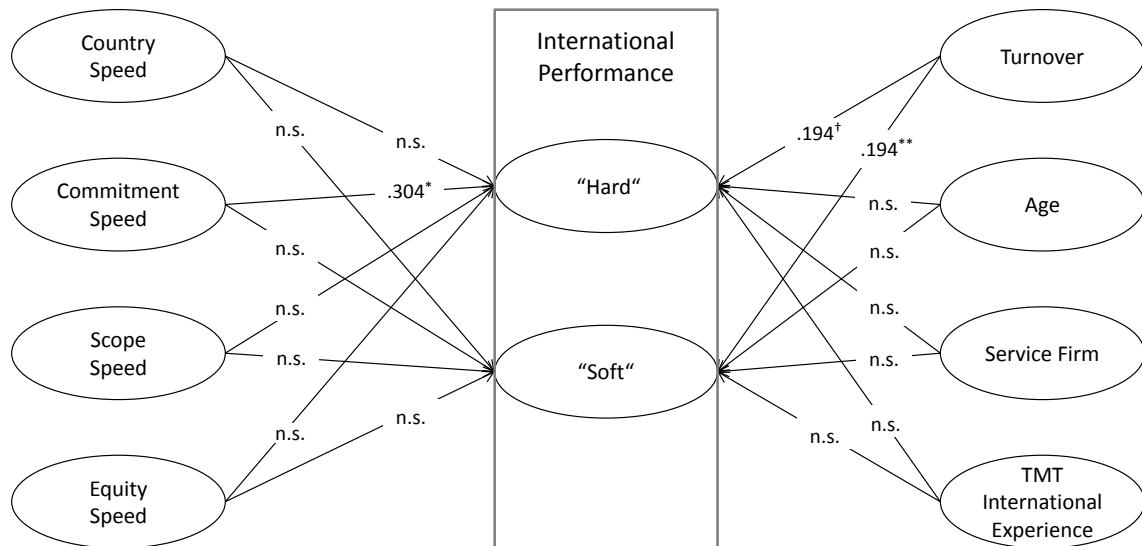 Country
Speed
International
Performance
Turnover
n.s.
n.s.
.194†
.194**
"Hard"
Commitment
Speed
.304*
n.s.
Age
n.s.
n.s.
n.s.
n.s.
Scope
Speed
n.s.
"Soft"
n.s.
Service Firm
n.s.
n.s.
n.s.
n.s.
Equity
Speed
TMT
International
Experience